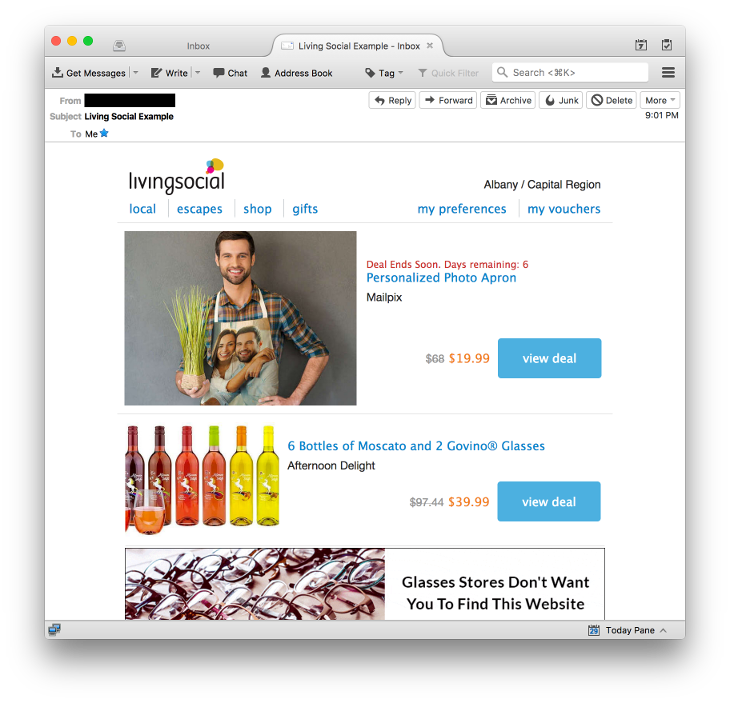 Inbox
Living Social Example - Inbox ×
7
Get Messages
Write
Chat
Address Book
Tag
Quick Filter
Search <⌘K>
From
Reply
Forward
Archive
Junk
Delete
More
Subject Living Social Example
9:01 PM
To Me
livingsocial
Albany / Capital Region
local
escapes
shop
gifts
my preferences
my vouchers
Deal Ends Soon. Days remaining: 6
Personalized Photo Apron
Mailpix
$68 $19.99
view deal
6 Bottles of Moscato and 2 Govino® Glasses
Afternoon Delight
$97.44 $39.99
view deal
Glasses Stores Don't Want
You To Find This Website
29
Today Pane